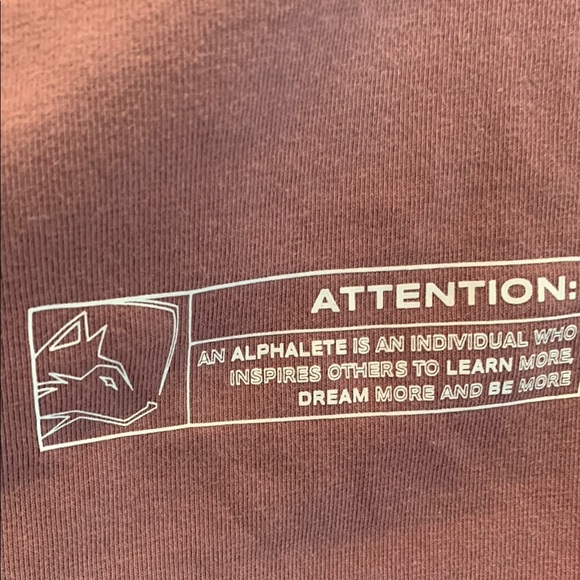 ATTENTION:
AN ALPHALETE IS AN INDIVIDUAL WHO
INSPIRES OTHERS TO LEARN MORE,
DREAM MORE AND BE MORE